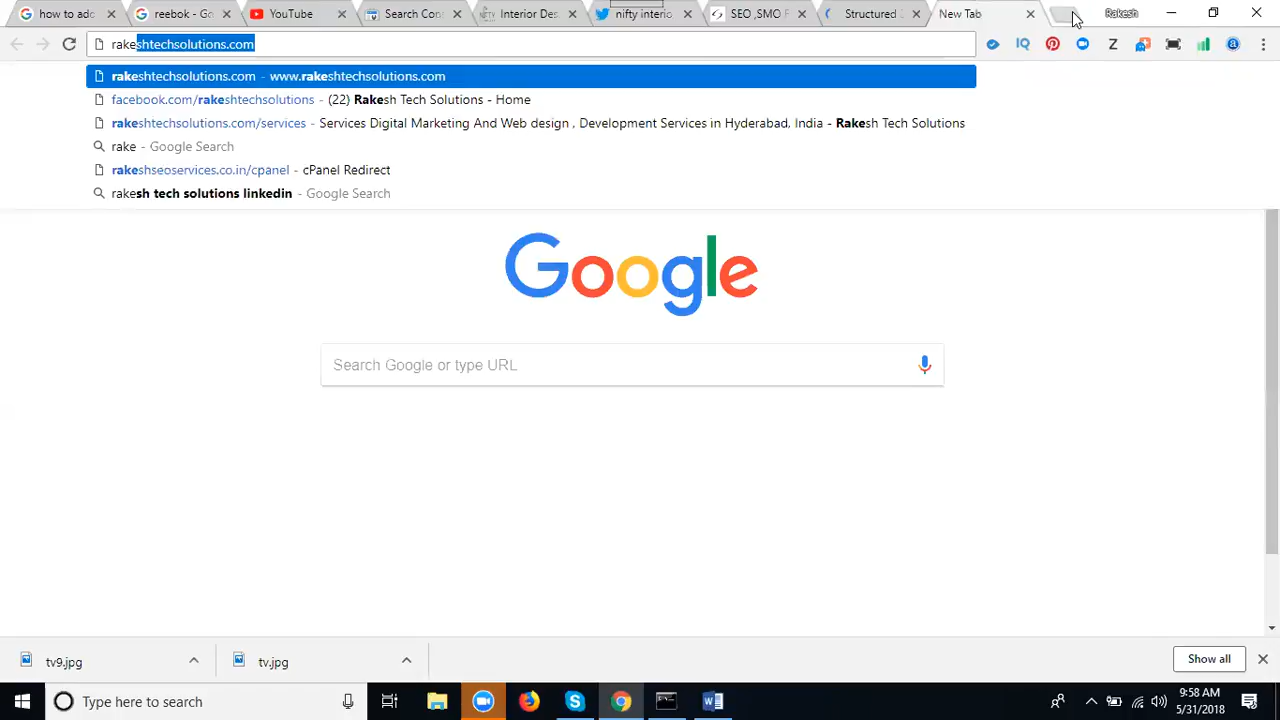 how to add
reebok - Go
YouTube
Search Con
Interior Des
nifty interio
SEO ,SMO F
Structured
New Tab
Rakesh
rakeshtechsolutions.com
IQ
Z
a
rakeshtechsolutions.com - www.rakeshtechsolutions.com
facebook.com/rakeshtechsolutions - (22) Rakesh Tech Solutions - Home
rakeshtechsolutions.com/services - Services Digital Marketing And Web design , Development Services in Hyderabad, India - Rakesh Tech Solutions
rake - Google Search
rakeshseoservices.co.in/cpanel - cPanel Redirect
rakesh tech solutions linkedin - Google Search
Google
Search Google or type URL
tv9.jpg
tv.jpg
Show all
Type here to search
9:58 AM
5/31/2018